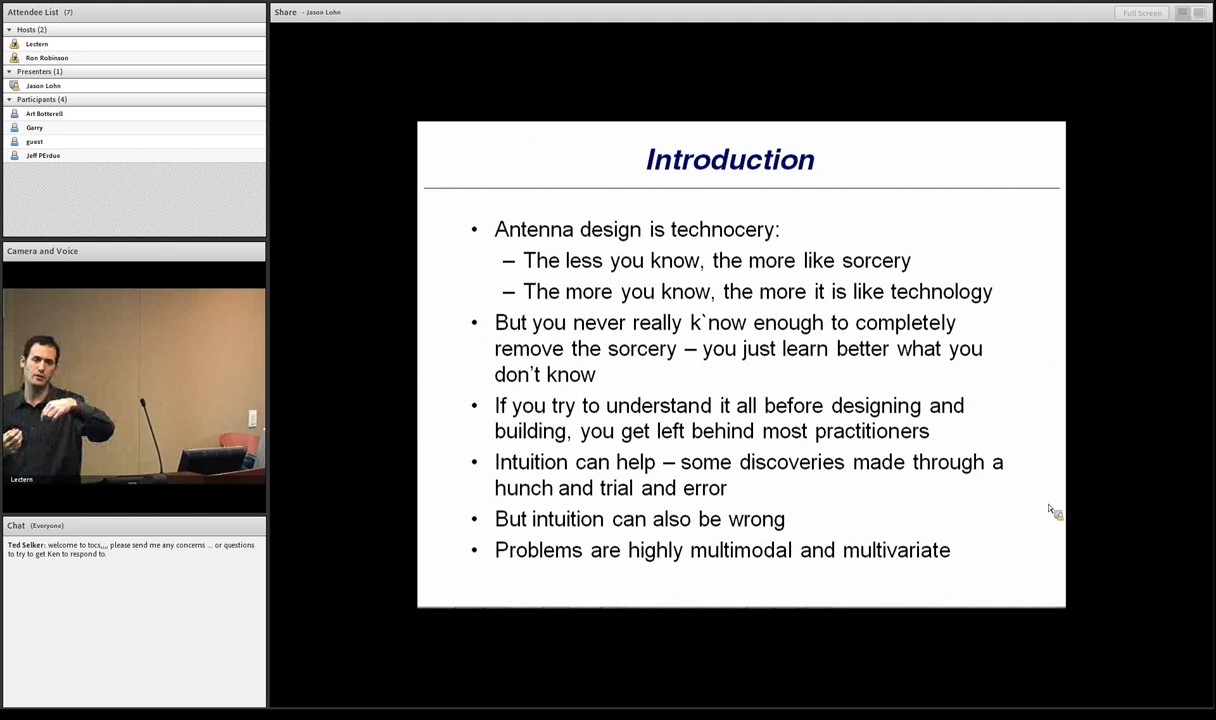 Attendee List (7)
Hosts (2)
Lectern
Ron Robinson
Presenters (1)
Jason Lohn
Participants (4)
Art Botterell
Garry
guest
Jeff PErdue
Camera and Voice
Lectern
Chat (Everyone)
Ted Selker: welcome to tocs,,,, please send me any concerns ... or questions
to try to get Ken to respond to.
Share - Jason Lohn
Full Screen
Introduction
• Antenna design is technocery:
– The less you know, the more like sorcery
– The more you know, the more it is like technology
• But you never really k`now enough to completely
remove the sorcery – you just learn better what you
don't know
• If you try to understand it all before designing and
building, you get left behind most practitioners
• Intuition can help – some discoveries made through a
hunch and trial and error
• But intuition can also be wrong
• Problems are highly multimodal and multivariate